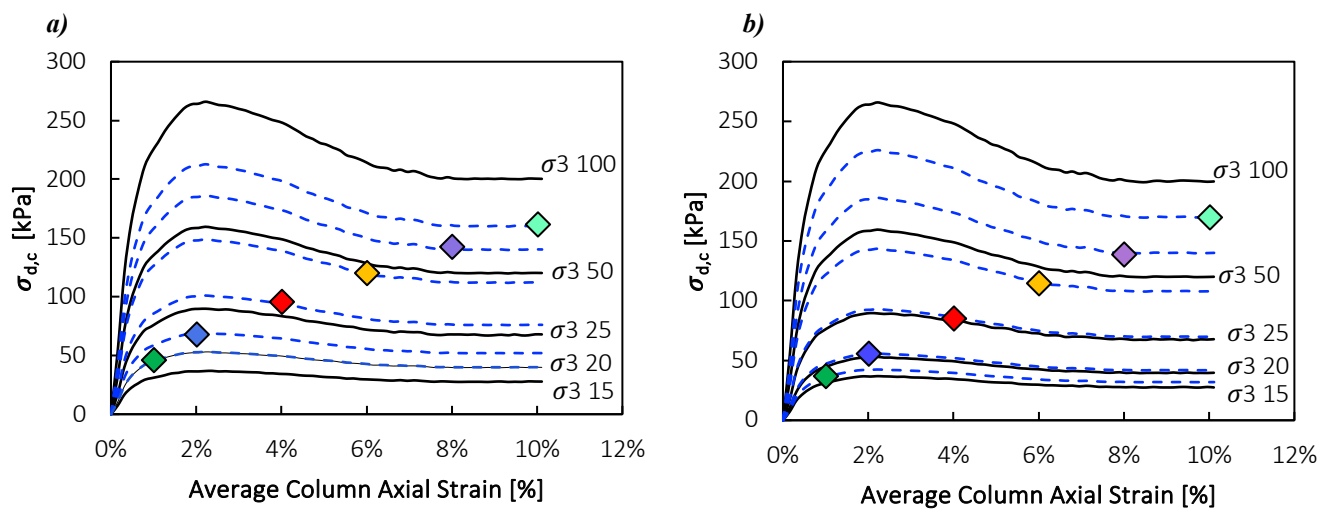 a)
300
250
200
150
100
50
0
σ3 100
σ3 50
σ3 25
σ3 20
σ3 15
0% 2% 4% 6% 8% 10% 12%
σd,c [kPa]
Average Column Axial Strain [%]
b)
300
250
200
150
100
50
0
σ3 100
σ3 50
σ3 25
σ3 20
σ3 15
0% 2% 4% 6% 8% 10% 12%
σd,c [kPa]
Average Column Axial Strain [%]